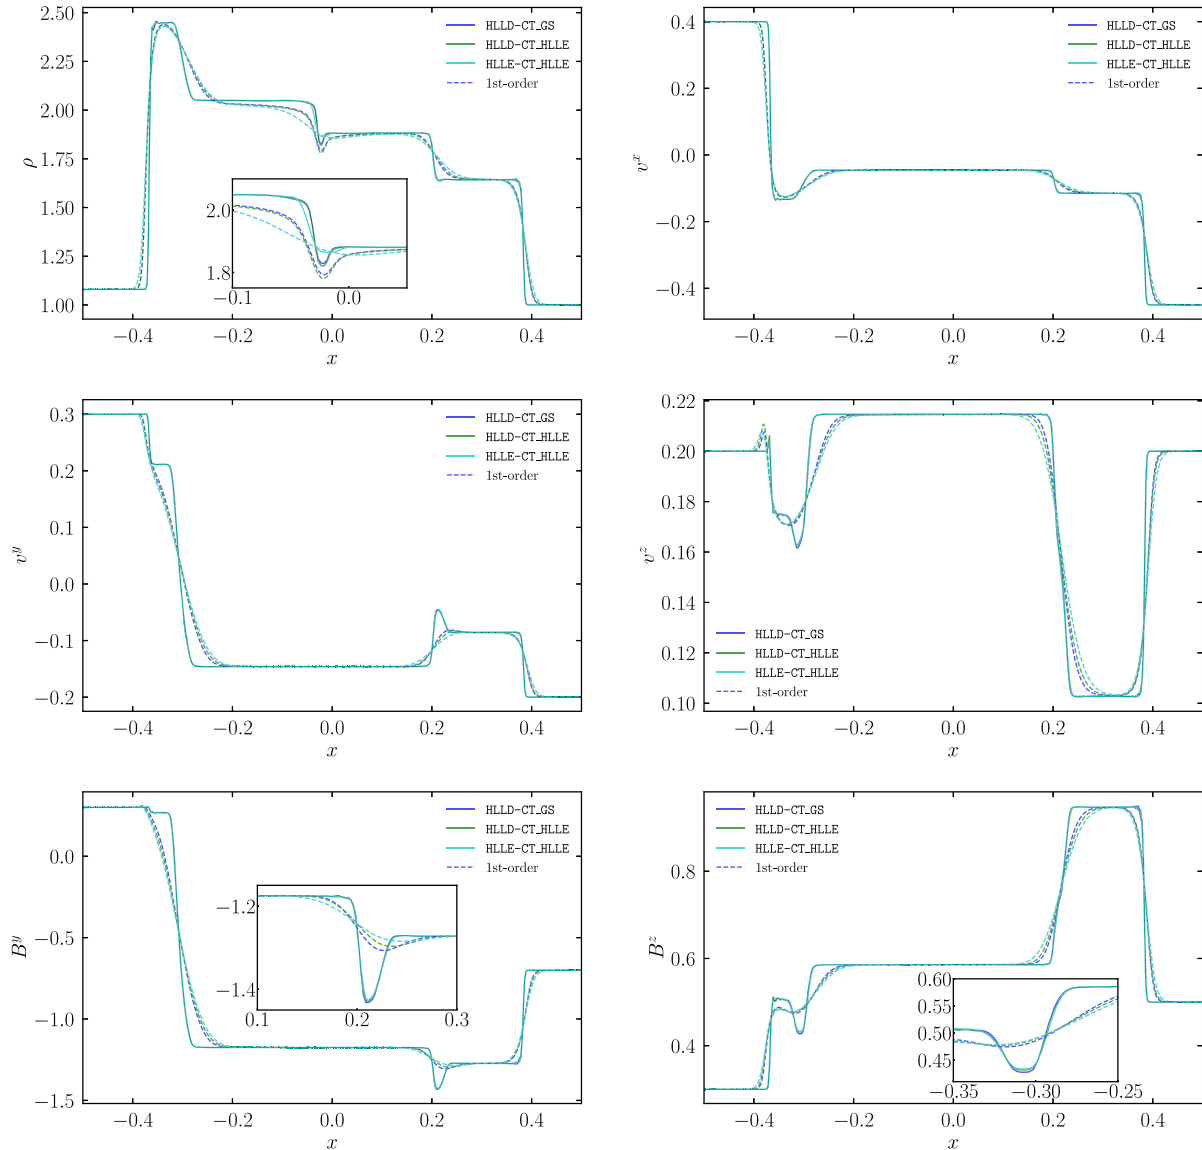 2.50
2.25
2.00
1.75
1.50
1.25
1.00
ρ
HLLD-CT_GS
HLLD-CT_HLLE
HLLE-CT_HLLE
1st-order
2.0
1.8
−0.1 0.0
−0.4 −0.2 0.0 0.2 0.4
x
0.4
0.2
0.0
−0.2
−0.4
v^x
HLLD-CT_GS
HLLD-CT_HLLE
HLLE-CT_HLLE
1st-order
−0.4 −0.2 0.0 0.2 0.4
x
0.3
0.2
0.1
0.0
−0.1
−0.2
v^y
HLLD-CT_GS
HLLD-CT_HLLE
HLLE-CT_HLLE
1st-order
−0.4 −0.2 0.0 0.2 0.4
x
0.22
0.20
0.18
0.16
0.14
0.12
0.10
v^z
HLLD-CT_GS
HLLD-CT_HLLE
HLLE-CT_HLLE
1st-order
−0.4 −0.2 0.0 0.2 0.4
x
0.0
−0.5
−1.0
−1.5
B^y
HLLD-CT_GS
HLLD-CT_HLLE
HLLE-CT_HLLE
1st-order
−1.2
−1.4
0.1 0.2 0.3
−0.4 −0.2 0.0 0.2 0.4
x
0.8
0.6
0.4
B^z
HLLD-CT_GS
HLLD-CT_HLLE
HLLE-CT_HLLE
1st-order
0.60
0.55
0.50
0.45
−0.35 −0.30 −0.25
−0.4 −0.2 0.0 0.2 0.4
x